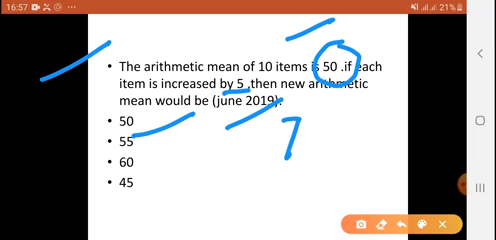 16:57
21%
• The arithmetic mean of 10 items is 50 .if each
item is increased by 5 ,then new arithmetic
mean would be (june 2019).
• 50
• 55
• 60
• 45